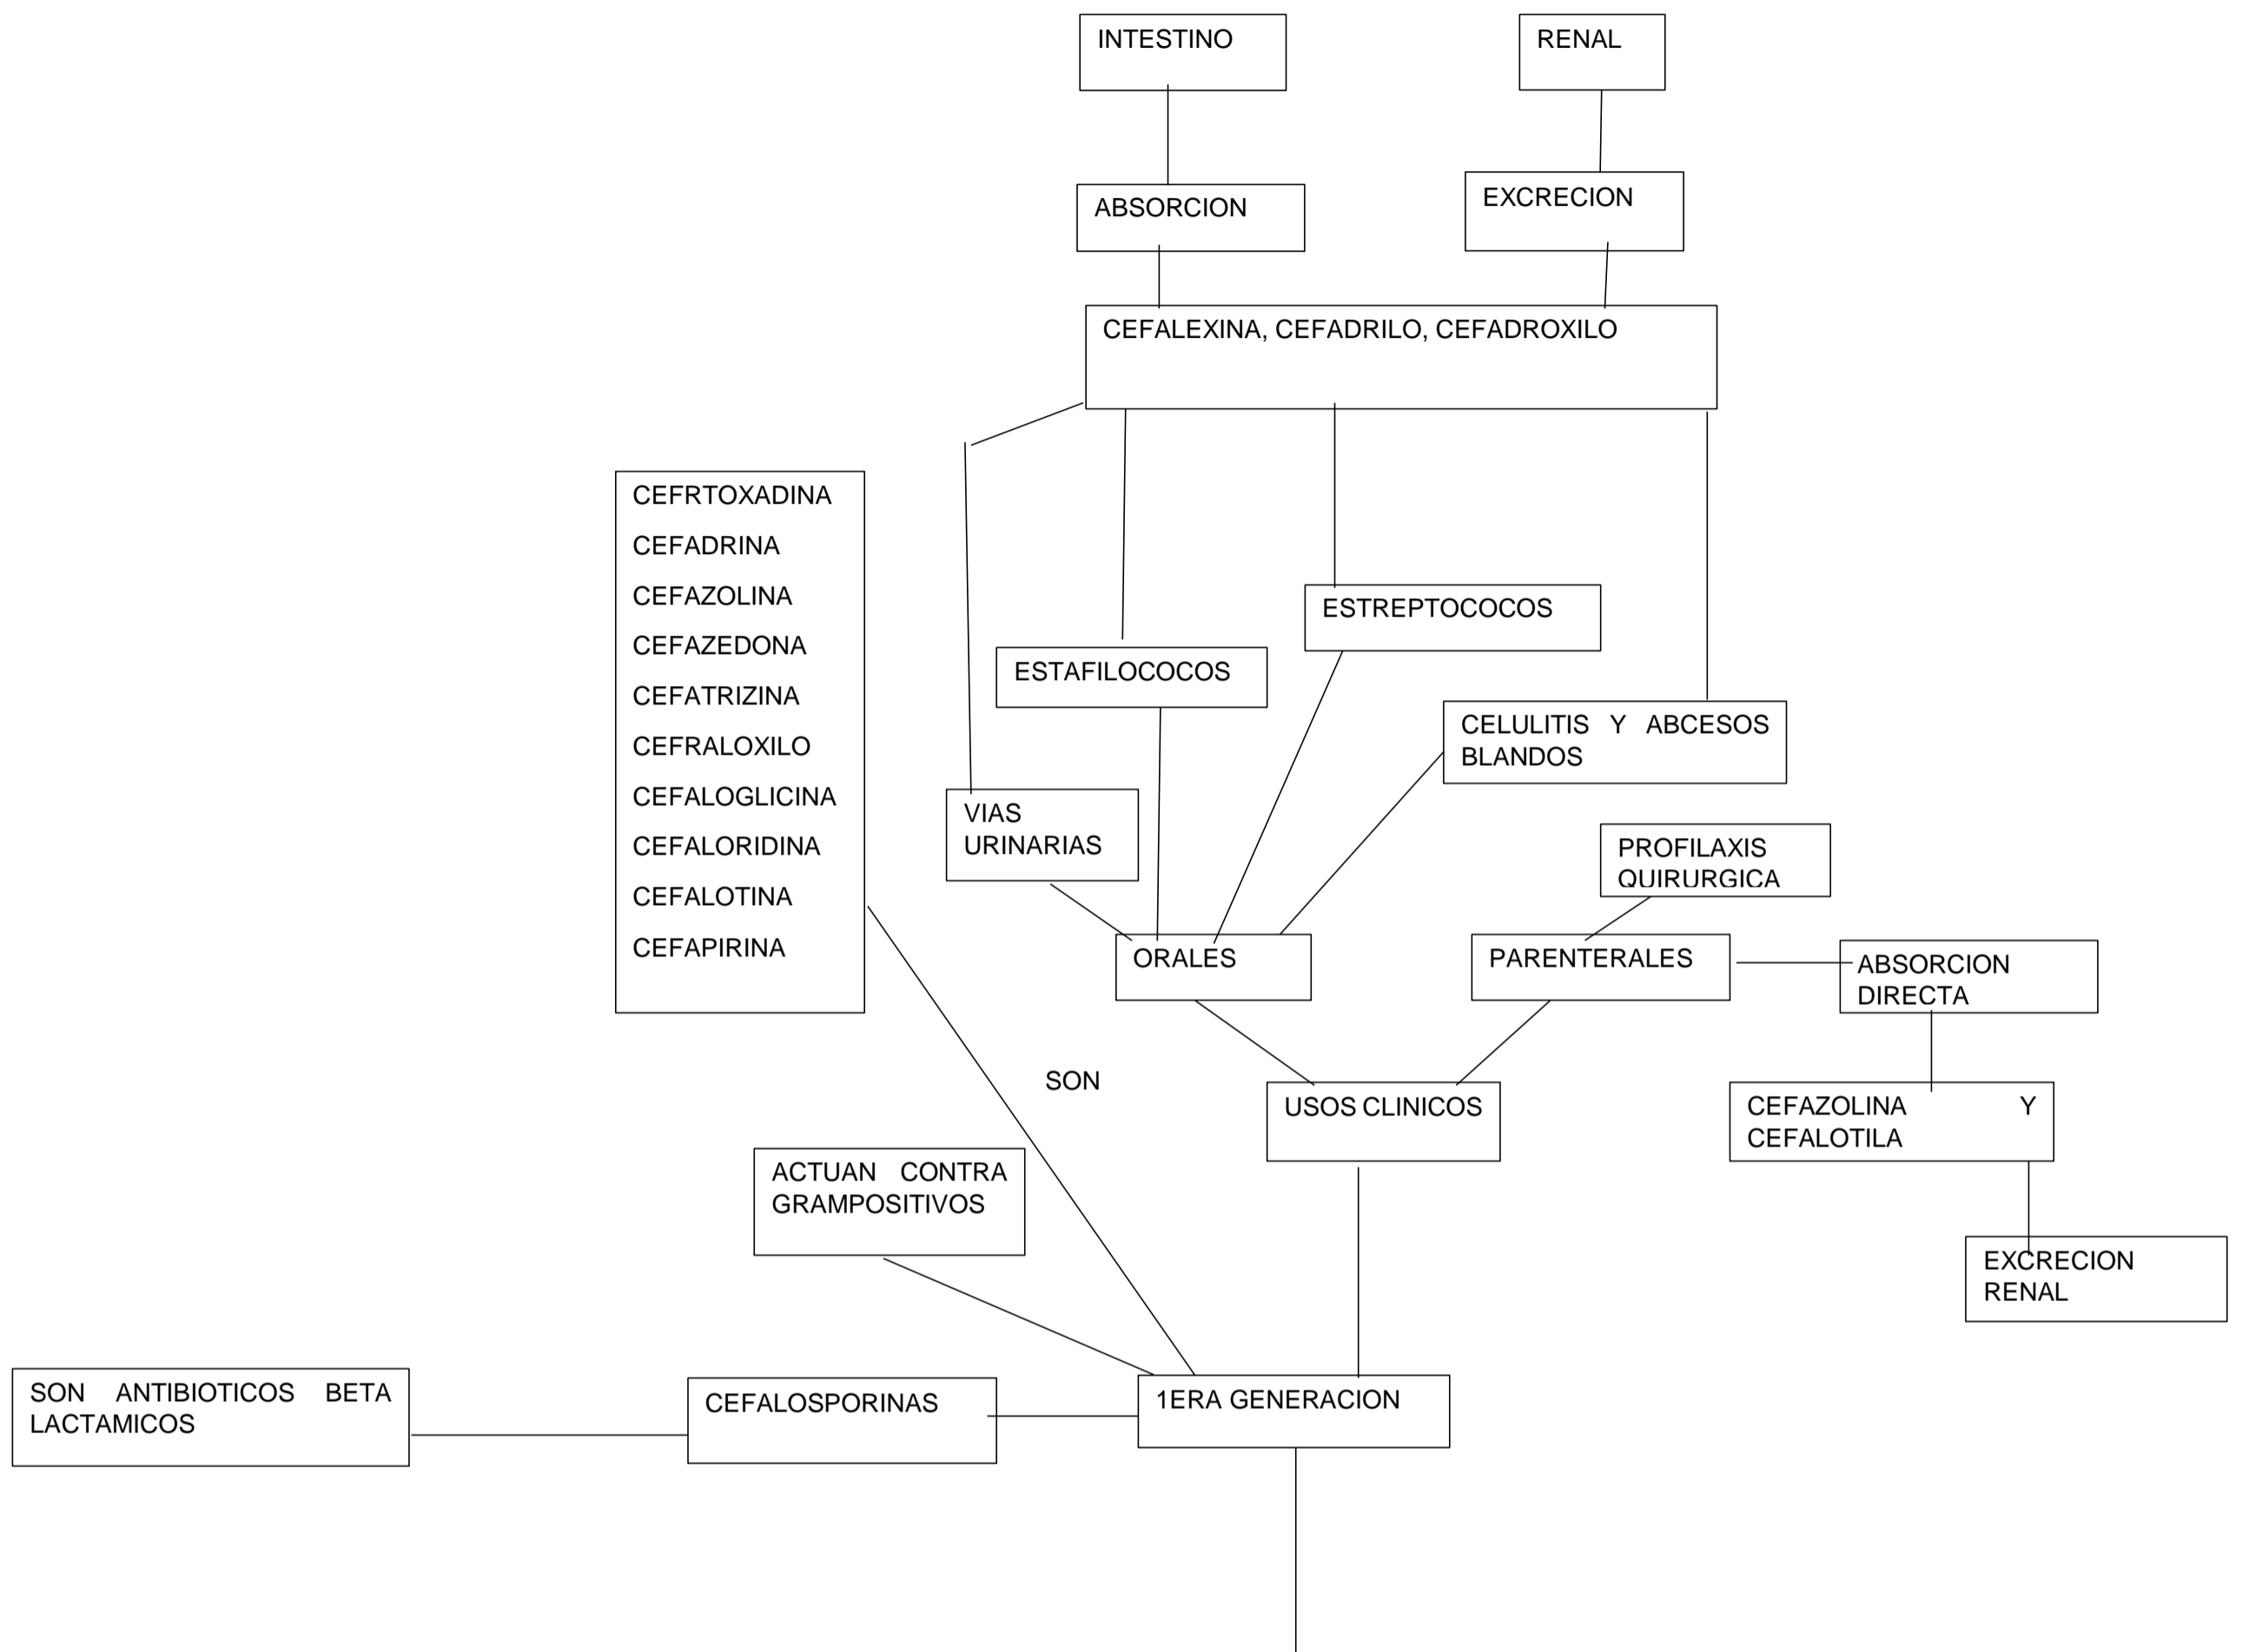 INTESTINO
RENAL
ABSORCION
EXCRECION
CEFALEXINA, CEFADRILO, CEFADROXILO
CEFRTOXADINA
CEFADRINA
CEFAZOLINA
CEFAZEDONA
CEFATRIZINA
CEFRALOXILO
CEFALOGLICINA
CEFALORIDINA
CEFALOTINA
CEFAPIRINA
ESTREPTOCOCOS
ESTAFILOCOCOS
CELULITIS Y ABCESOS
BLANDOS
VIAS
URINARIAS
PROFILAXIS
QUIRURGICA
ORALES
PARENTERALES
ABSORCION
DIRECTA
SON
USOS CLINICOS
CEFAZOLINA Y
CEFALOTILA
ACTUAN CONTRA
GRAMPOSITIVOS
EXCRECION
RENAL
SON ANTIBIOTICOS BETA
LACTAMICOS
CEFALOSPORINAS
1ERA GENERACION